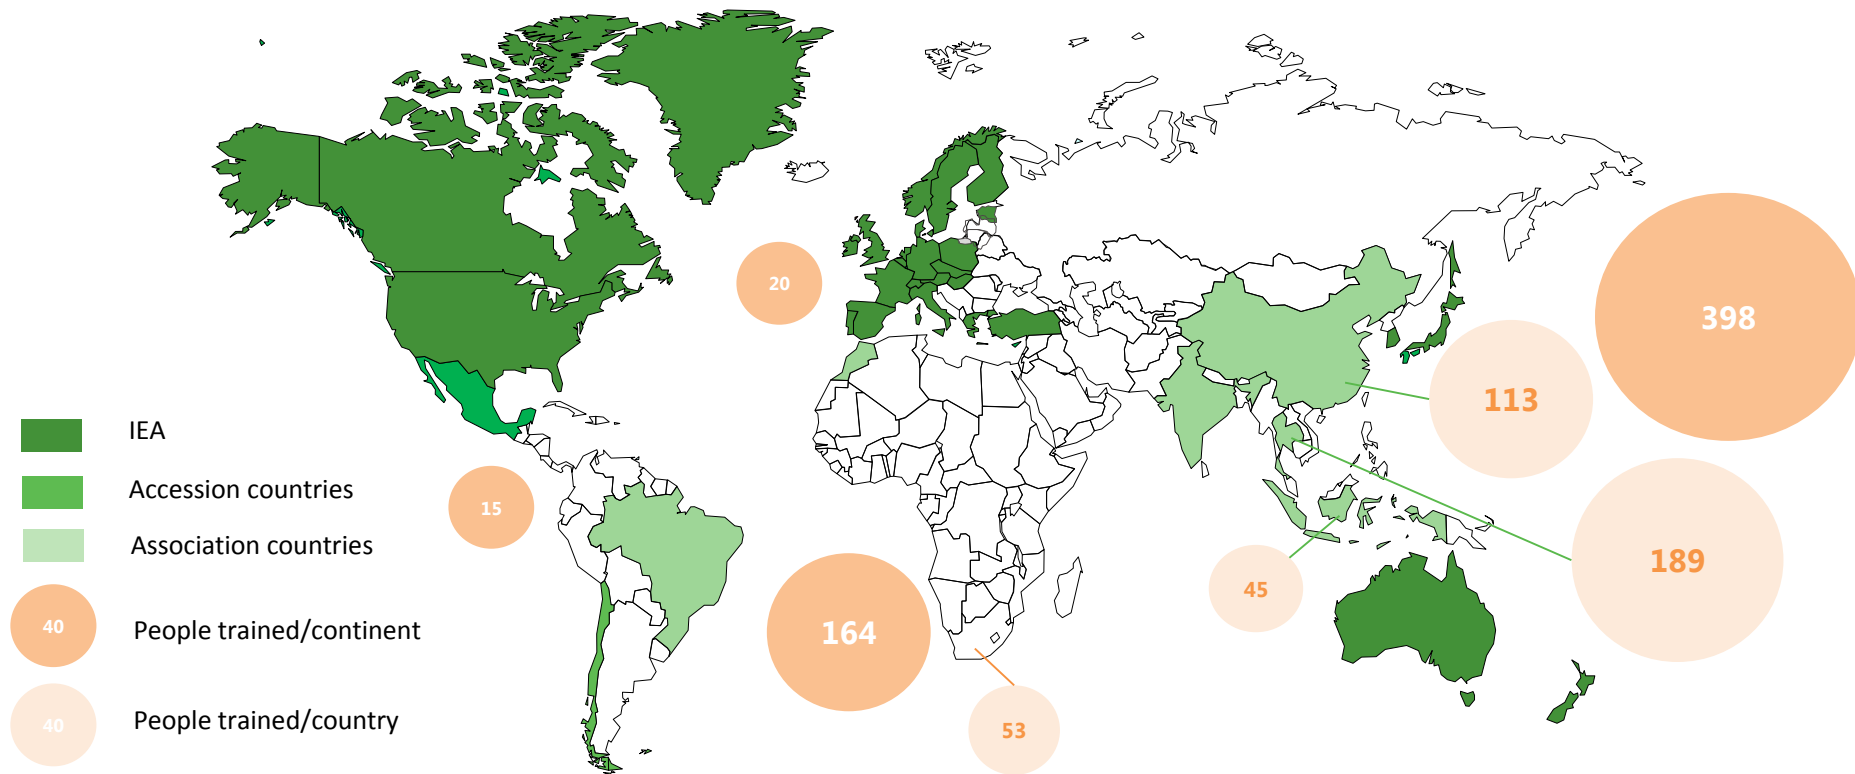 20
398
113
IEA
Accession countries
15
Association countries
189
45
40
People trained/continent
164
40
People trained/country
53